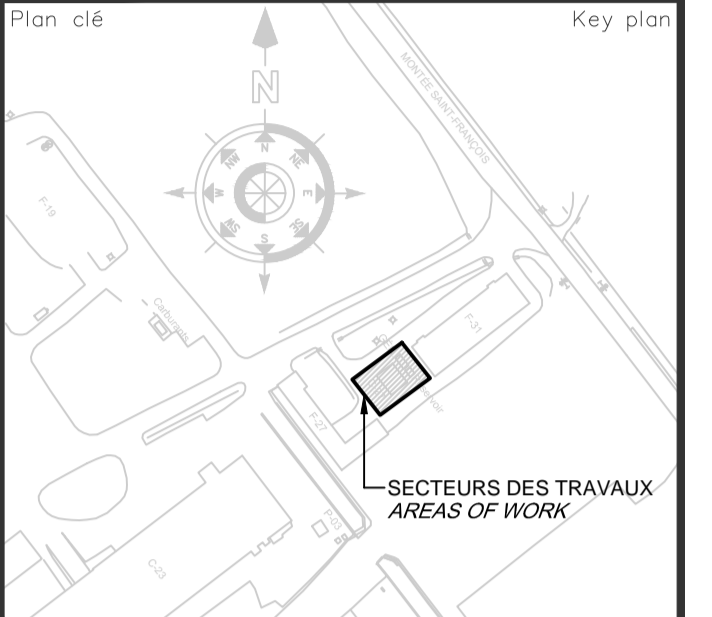 Plan clé
Key plan
N
MONTÉE SAINT-FRANÇOIS
N
NW
NE
W
E
SW
SE
S
F-19
Carburants
F-31
F-27
SECTEURS DES TRAVAUX
AREAS OF WORK
P-03
C-23